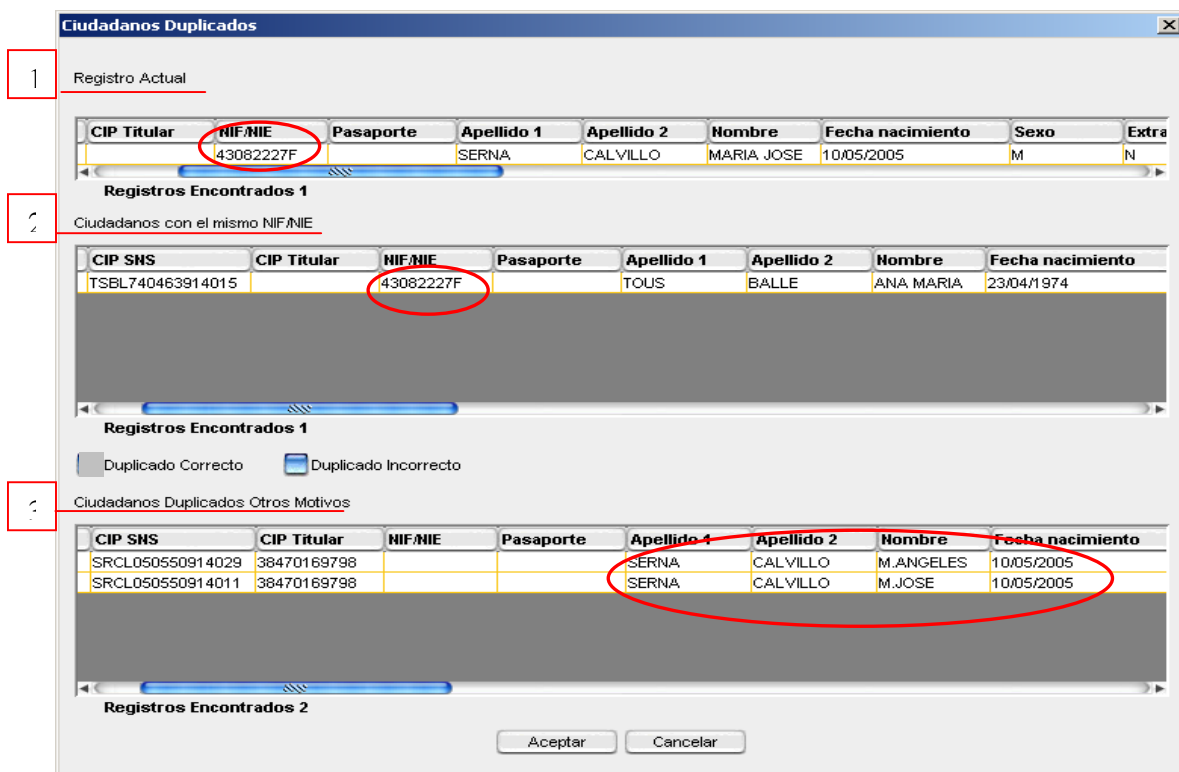 Ciudadanos Duplicados
1
Registro Actual
CIP Titular NIF/NIE Pasaporte Apellido 1 Apellido 2 Nombre Fecha nacimiento Sexo Extra
43082227F SERNA CALVILLO MARIA JOSE 10/05/2005 M N
Registros Encontrados 1
2
Ciudadanos con el mismo NIF/NIE
CIP SNS CIP Titular NIF/NIE Pasaporte Apellido 1 Apellido 2 Nombre Fecha nacimiento
TSBL740463914015 43082227F TOUS BALLE ANA MARIA 23/04/1974
Registros Encontrados 1
Duplicado Correcto Duplicado Incorrecto
Ciudadanos Duplicados Otros Motivos
CIP SNS CIP Titular NIF/NIE Pasaporte Apellido 1 Apellido 2 Nombre Fecha nacimiento
SRCL050550914029 38470169798 SERNA CALVILLO M.ANGELES 10/05/2005
SRCL050550914011 38470169798 SERNA CALVILLO M.JOSE 10/05/2005
Registros Encontrados 2
Aceptar Cancelar